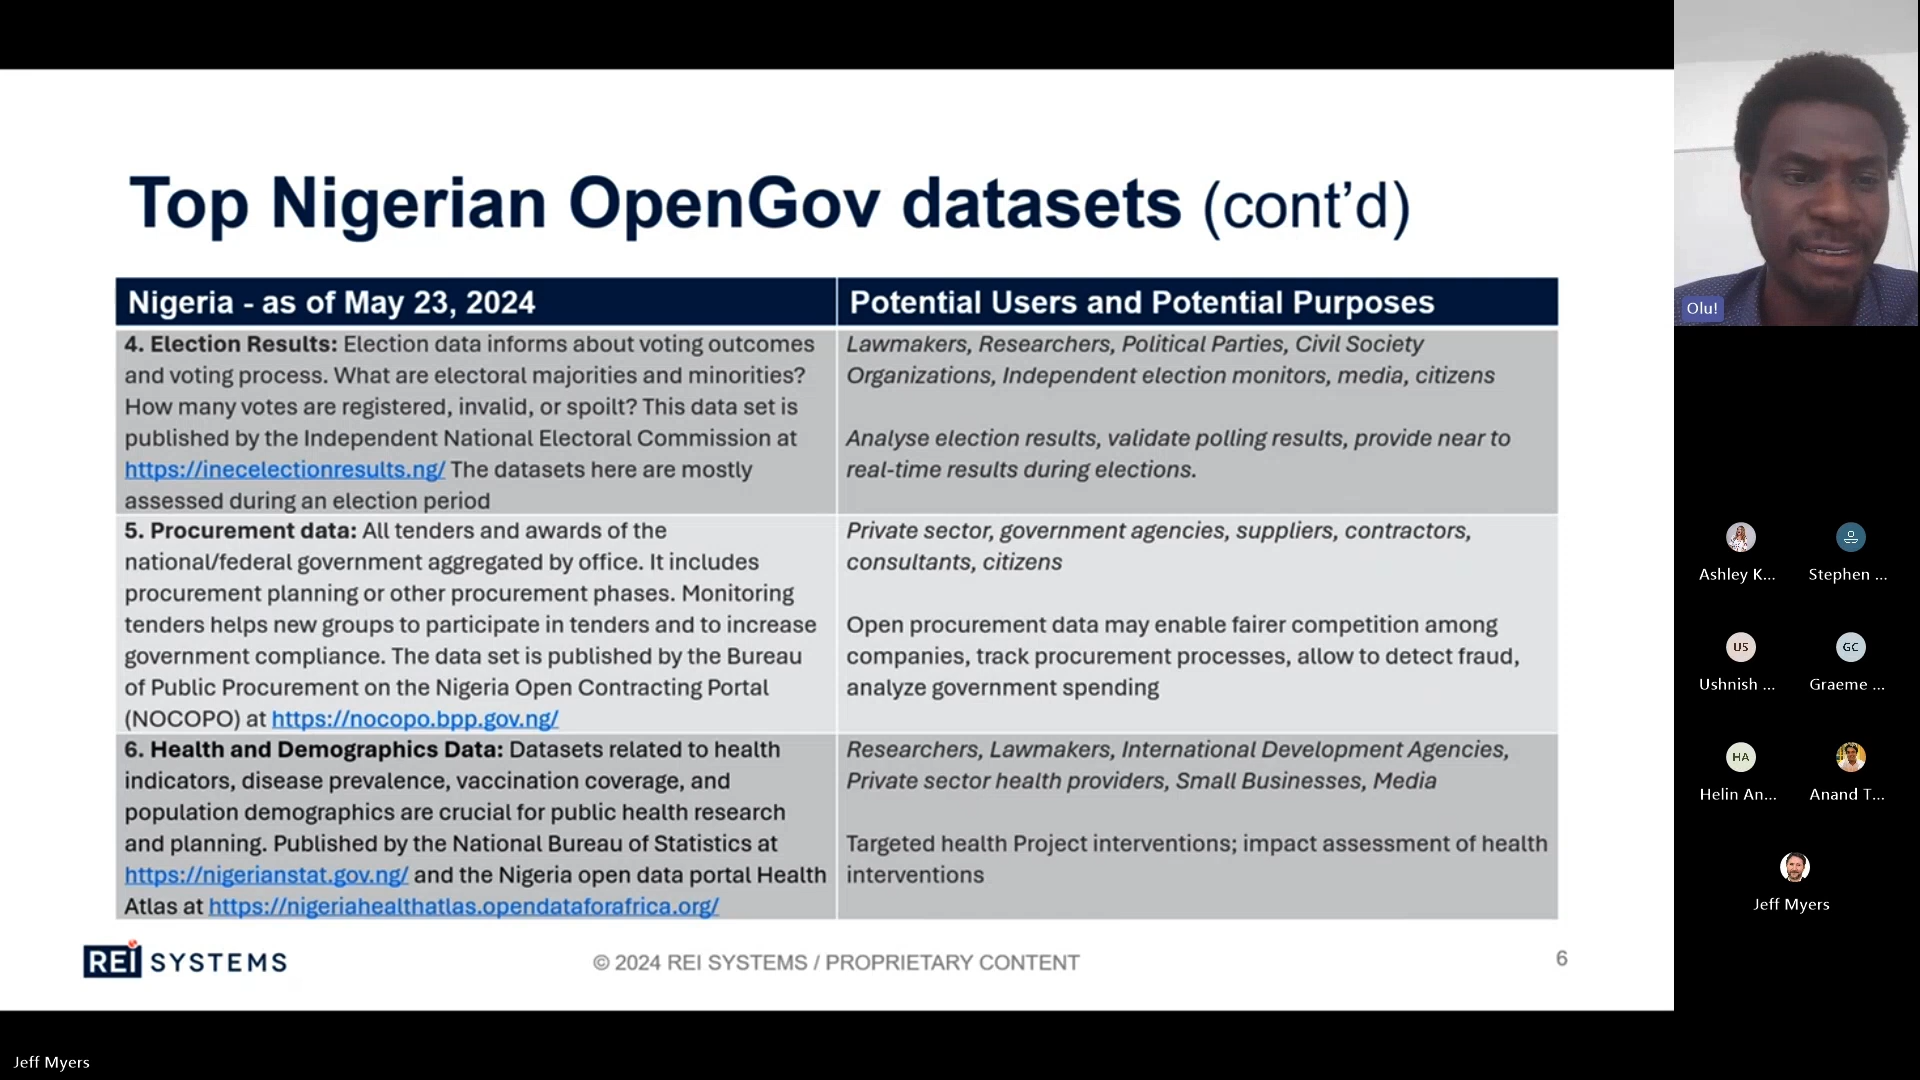 Top Nigerian OpenGov datasets (cont’d)
Nigeria - as of May 23, 2024
Potential Users and Potential Purposes
4. Election Results: Election data informs about voting outcomes
and voting process. What are electoral majorities and minorities?
How many votes are registered, invalid, or spoilt? This data set is
published by the Independent National Electoral Commission at
https://inecelectionresults.ng/ The datasets here are mostly
assessed during an election period
Lawmakers, Researchers, Political Parties, Civil Society
Organizations, Independent election monitors, media, citizens
Analyse election results, validate polling results, provide near to
real-time results during elections.
5. Procurement data: All tenders and awards of the
national/federal government aggregated by office. It includes
procurement planning or other procurement phases. Monitoring
tenders helps new groups to participate in tenders and to increase
government compliance. The data set is published by the Bureau
of Public Procurement on the Nigeria Open Contracting Portal
(NOCOPO) at https://nocopo.bpp.gov.ng/
Private sector, government agencies, suppliers, contractors,
consultants, citizens
Open procurement data may enable fairer competition among
companies, track procurement processes, allow to detect fraud,
analyze government spending
6. Health and Demographics Data: Datasets related to health
indicators, disease prevalence, vaccination coverage, and
population demographics are crucial for public health research
and planning. Published by the National Bureau of Statistics at
https://nigerianstat.gov.ng/ and the Nigeria open data portal Health
Atlas at https://nigeriahealthatlas.opendataforafrica.org/
Researchers, Lawmakers, International Development Agencies,
Private sector health providers, Small Businesses, Media
Targeted health Project interventions; impact assessment of health
interventions
REI SYSTEMS
© 2024 REI SYSTEMS / PROPRIETARY CONTENT
6
Olu!
Ashley K...
Stephen ...
US
GC
Ushnish ...
Graeme ...
HA
Helin An...
Anand T...
Jeff Myers
Jeff Myers